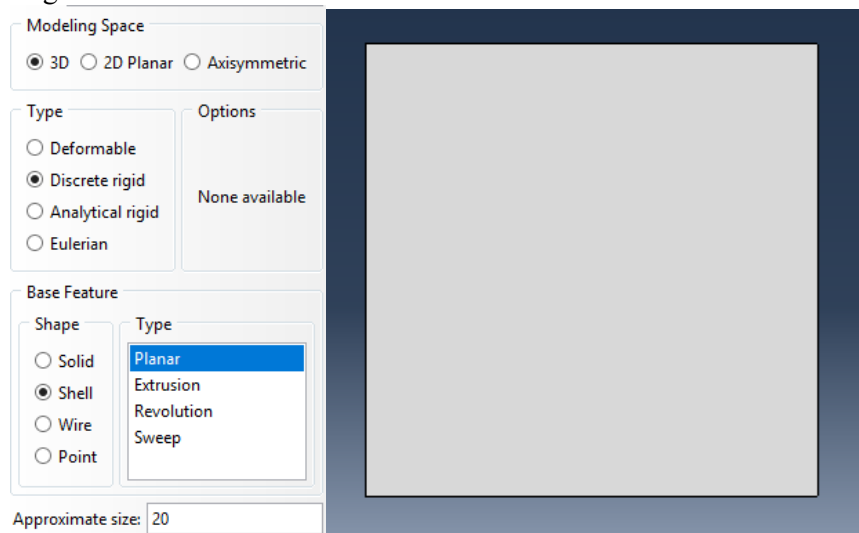 Modeling Space
3D 2D Planar Axisymmetric
Type
Options
Deformable
Discrete rigid
Analytical rigid
Eulerian
None available
Base Feature
Shape
Type
Solid
Shell
Wire
Point
Planar
Extrusion
Revolution
Sweep
Approximate size: 20